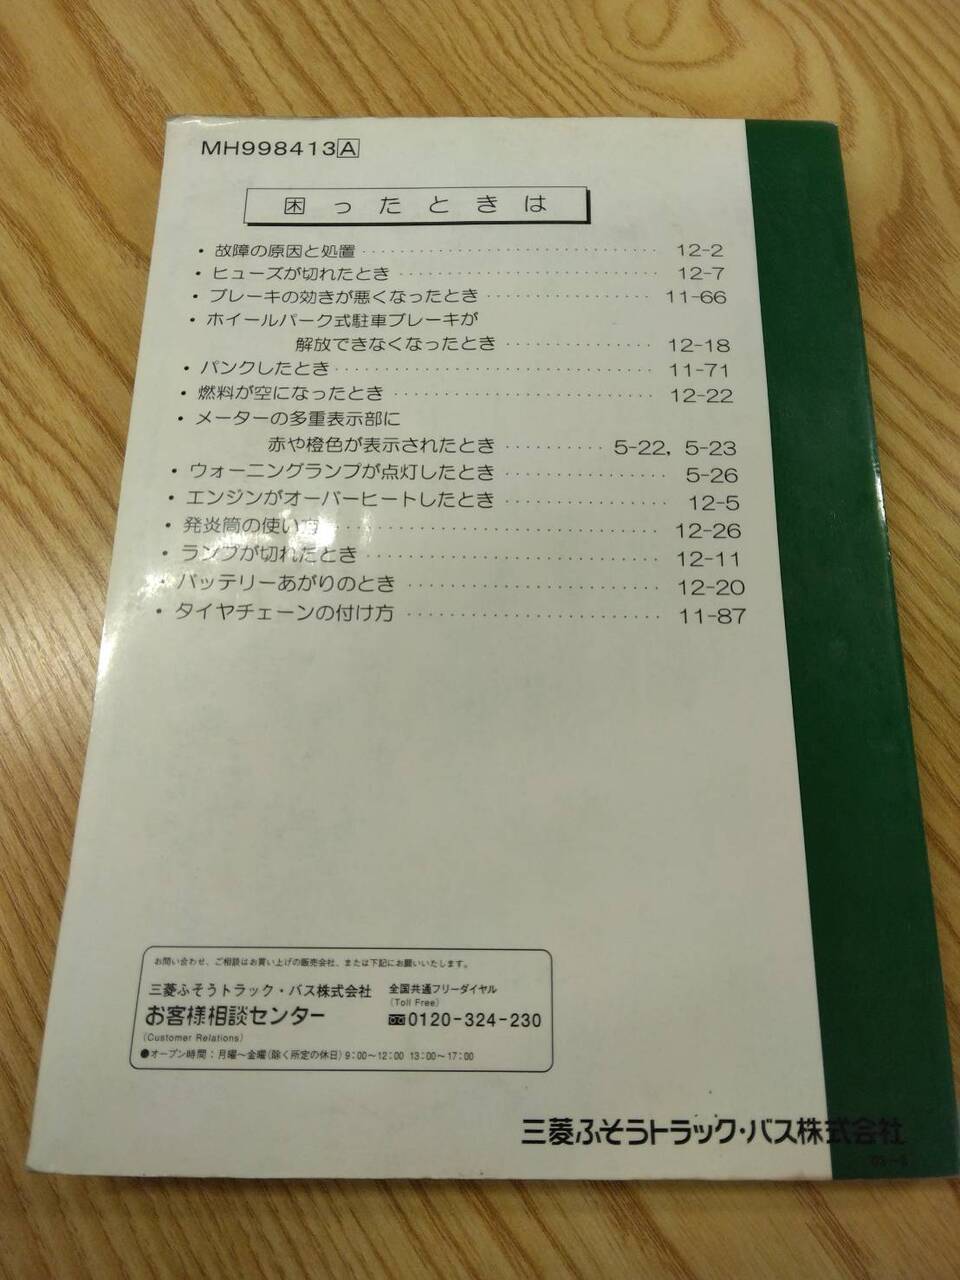 MH998413A
困ったときは
・故障の原因と処置 ・・・・・・・・・・・・・・・・・・・・・・・・・・・・ 12-2
・ヒューズが切れたとき ・・・・・・・・・・・・・・・・・・・・・・・・ 12-7
・ブレーキの効きが悪くなったとき ・・・・・・・・・・・・・・・ 11-66
・ホイールパーク式駐車ブレーキが
解放できなくなったとき ・・・・・・・・・・・・・ 12-18
・パンクしたとき ・・・・・・・・・・・・・・・・・・・・・・・・・・・・・ 11-71
・燃料が空になったとき ・・・・・・・・・・・・・・・・・・・・・・・・ 12-22
・メーターの多重表示部に
赤や橙色が表示されたとき ・・・・・・・・・・ 5-22, 5-23
・ウォーニングランプが点灯したとき ・・・・・・・・・・・・・・ 5-26
・エンジンがオーバーヒートしたとき ・・・・・・・・・・・・・・ 12-5
・発炎筒の使い方 ・・・・・・・・・・・・・・・・・・・・・・・・・・・・ 12-26
・ランプが切れたとき ・・・・・・・・・・・・・・・・・・・・・・・・・ 12-11
・バッテリーあがりのとき ・・・・・・・・・・・・・・・・・・・・・・ 12-20
・タイヤチェーンの付け方 ・・・・・・・・・・・・・・・・・・・・・・ 11-87
お問い合わせ、ご相談はお買い上げの販売会社、または下記にお願いいたします。
三菱ふそうトラック・バス株式会社 全国共通フリーダイヤル
(Toll Free)
お客様相談センター 0120-324-230
(Customer Relations)
●オープン時間:月曜〜金曜(除く所定の休日)9:00〜12:00 13:00〜17:00
三菱ふそうトラック・バス株式会社